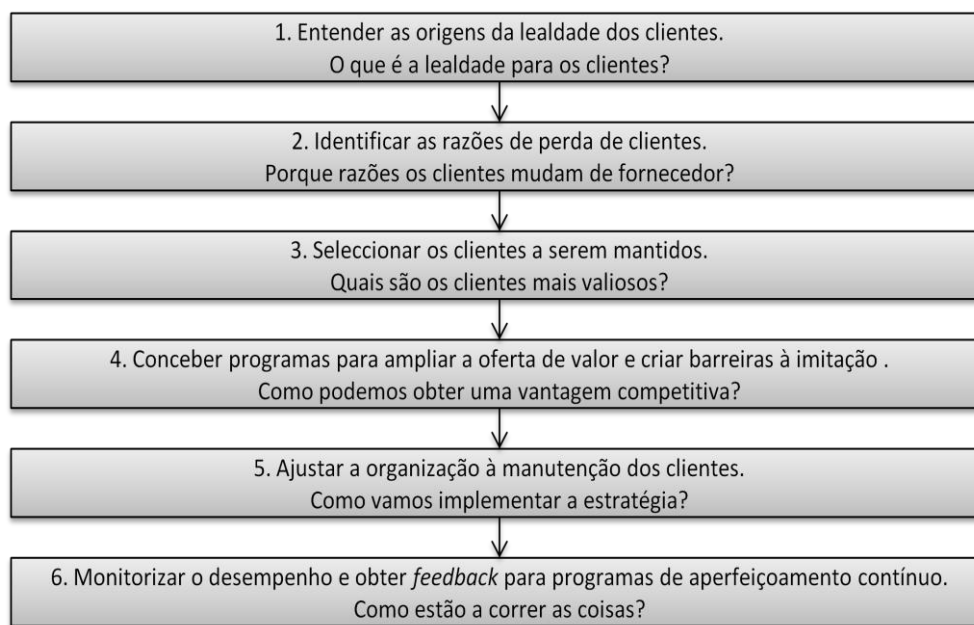 1. Entender as origens da lealdade dos clientes.
O que é a lealdade para os clientes?
2. Identificar as razões de perda de clientes.
Porque razões os clientes mudam de fornecedor?
3. Seleccionar os clientes a serem mantidos.
Quais são os clientes mais valiosos?
4. Conceber programas para ampliar a oferta de valor e criar barreiras à imitação .
Como podemos obter uma vantagem competitiva?
5. Ajustar a organização à manutenção dos clientes.
Como vamos implementar a estratégia?
6. Monitorizar o desempenho e obter feedback para programas de aperfeiçoamento contínuo.
Como estão a correr as coisas?